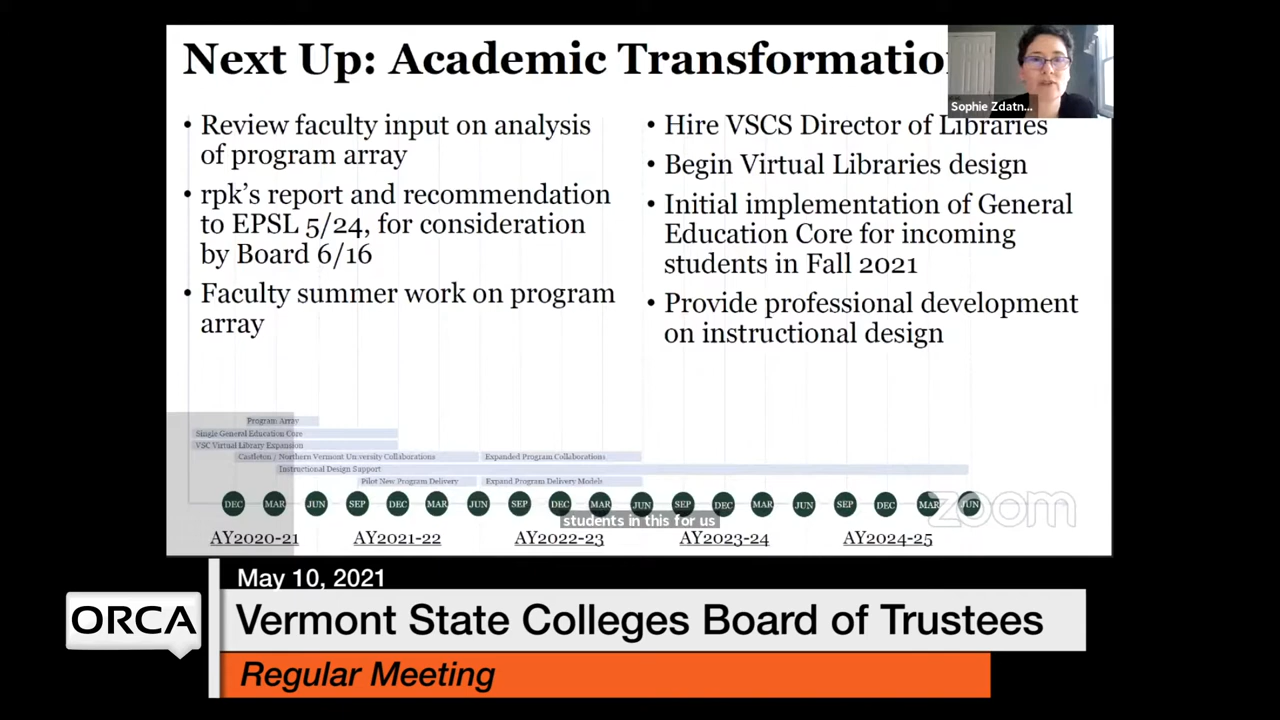 Next Up: Academic Transformatio
Sophie Zdatn...
• Review faculty input on analysis
of program array
• rpk's report and recommendation
to EPSL 5/24, for consideration
by Board 6/16
• Faculty summer work on program
array
• Hire VSCS Director of Libraries
• Begin Virtual Libraries design
• Initial implementation of General
Education Core for incoming
students in Fall 2021
• Provide professional development
on instructional design
Program Array
Single General Education Core
VSC Virtual Library Expansion
Castleton / Northern Vermont University Collaborations
Expanded Program Collaborations
Instructional Design Support
Pilot New Program Delivery
Expand Program Delivery Models
DEC MAR JUN SEP DEC MAR JUN SEP DEC MAR JUN SEP DEC MAR JUN SEP DEC MAR JUN
zoom
students in this for us
AY2020-21 AY2021-22 AY2022-23 AY2023-24 AY2024-25
May 10, 2021
ORCA
Vermont State Colleges Board of Trustees
Regular Meeting